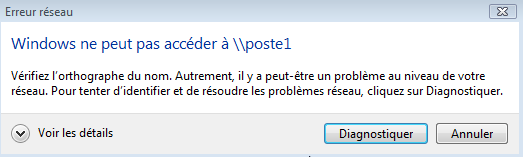 Erreur réseau
Windows ne peut pas accéder à \\poste1
Vérifiez l'orthographe du nom. Autrement, il y a peut-être un problème au niveau de votre
réseau. Pour tenter d'identifier et de résoudre les problèmes réseau, cliquez sur Diagnostiquer.
Voir les détails
Diagnostiquer
Annuler